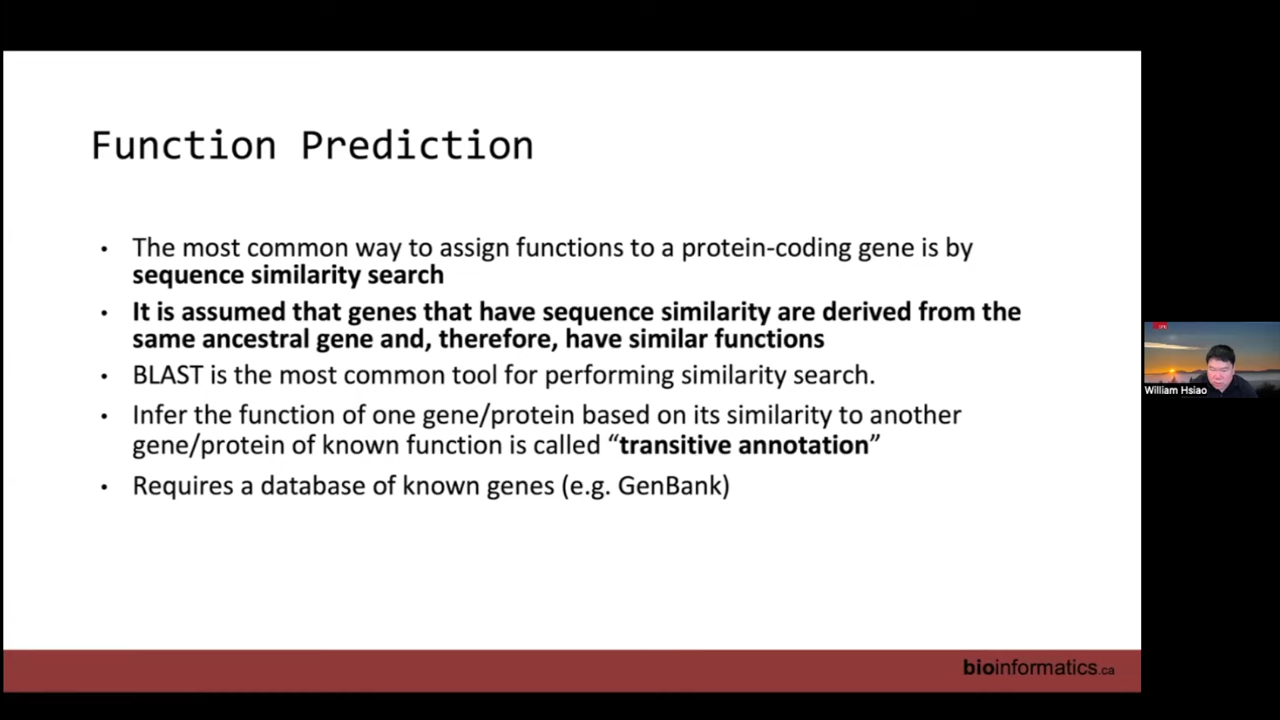 Function Prediction
• The most common way to assign functions to a protein-coding gene is by
sequence similarity search
• It is assumed that genes that have sequence similarity are derived from the
same ancestral gene and, therefore, have similar functions
• BLAST is the most common tool for performing similarity search.
• Infer the function of one gene/protein based on its similarity to another
gene/protein of known function is called “transitive annotation”
• Requires a database of known genes (e.g. GenBank)
William Hsiao
bioinformatics.ca